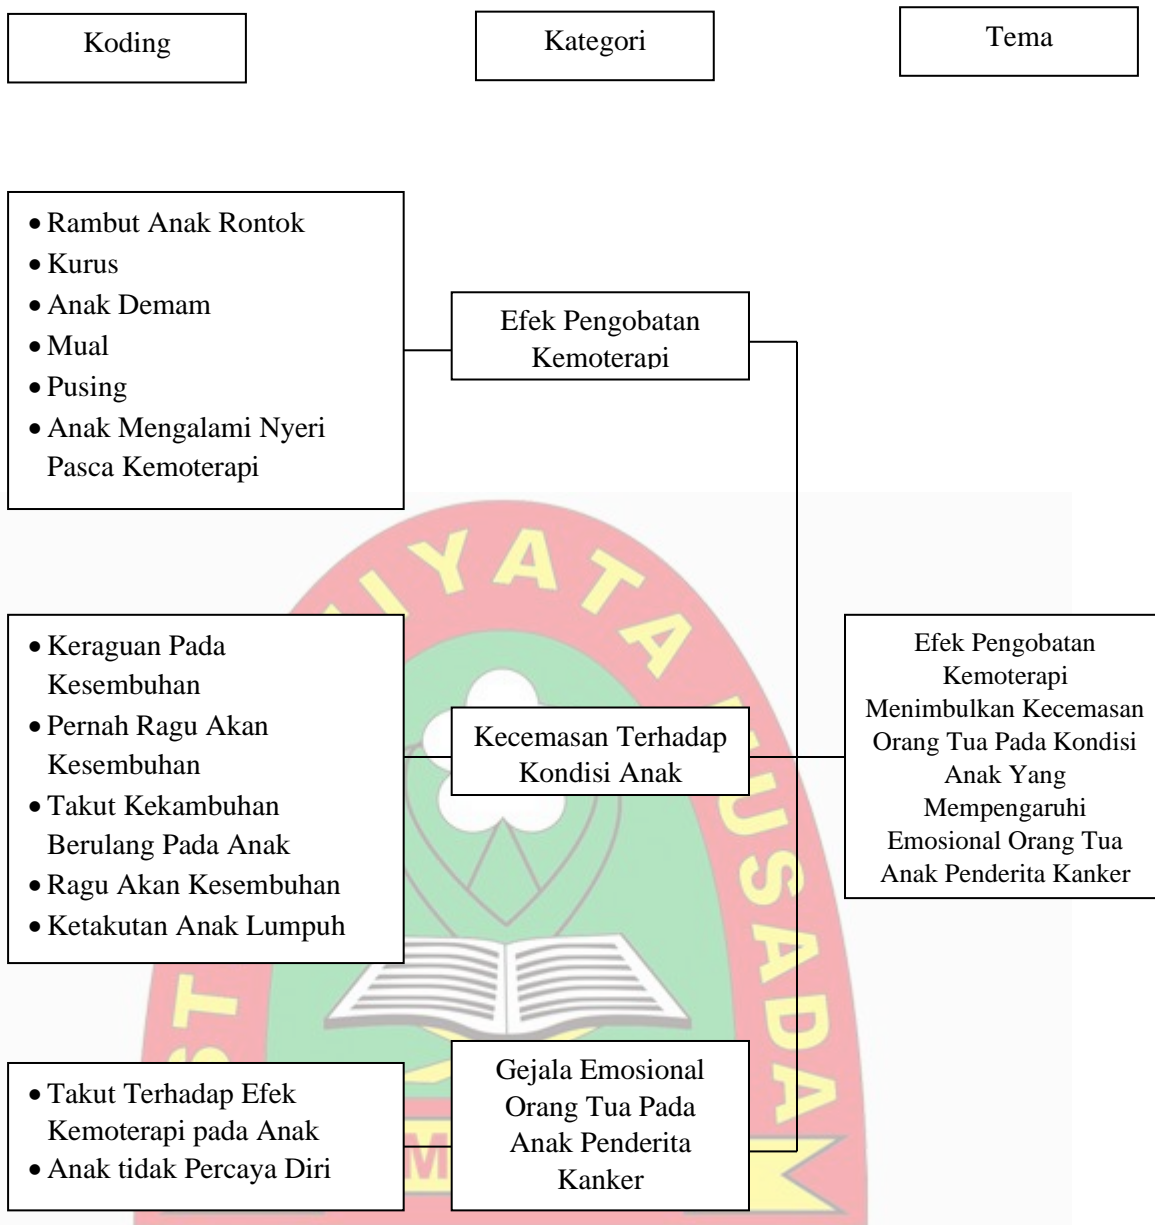 Koding
Kategori
Tema
• Rambut Anak Rontok
• Kurus
• Anak Demam
• Mual
• Pusing
• Anak Mengalami Nyeri
Pasca Kemoterapi
Efek Pengobatan
Kemoterapi
• Keraguan Pada
Kesembuhan
• Pernah Ragu Akan
Kesembuhan
• Takut Kekambuhan
Berulang Pada Anak
• Ragu Akan Kesembuhan
• Ketakutan Anak Lumpuh
Kecemasan Terhadap
Kondisi Anak
Efek Pengobatan
Kemoterapi
Menimbulkan Kecemasan
Orang Tua Pada Kondisi
Anak Yang
Mempengaruhi
Emosional Orang Tua
Anak Penderita Kanker
• Takut Terhadap Efek
Kemoterapi pada Anak
• Anak tidak Percaya Diri
Gejala Emosional
Orang Tua Pada
Anak Penderita
Kanker